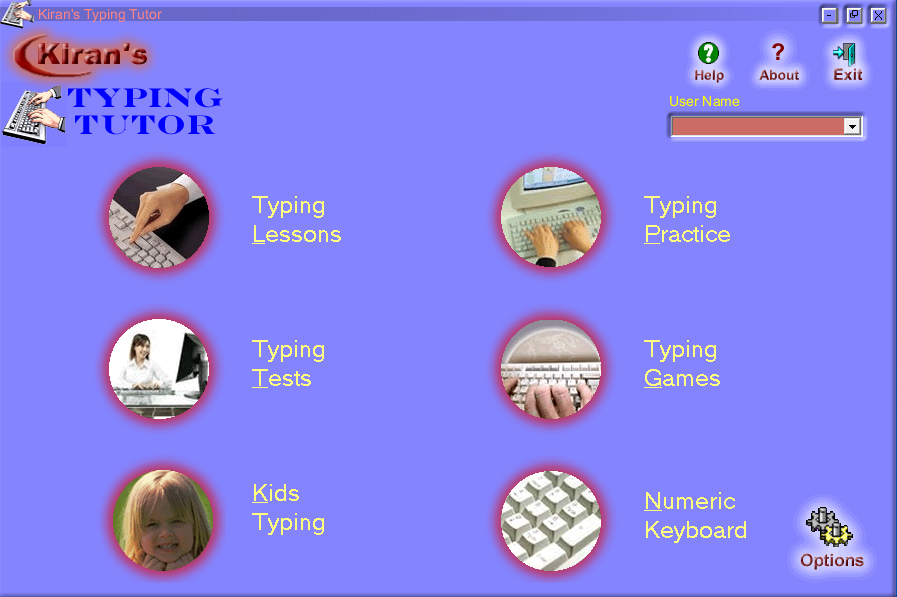 Kiran's Typing Tutor
Kiran's
TYPING
TUTOR
Help
About
Exit
User Name
Typing
Lessons
Typing
Practice
Typing
Tests
Typing
Games
Kids
Typing
Numeric
Keyboard
Options